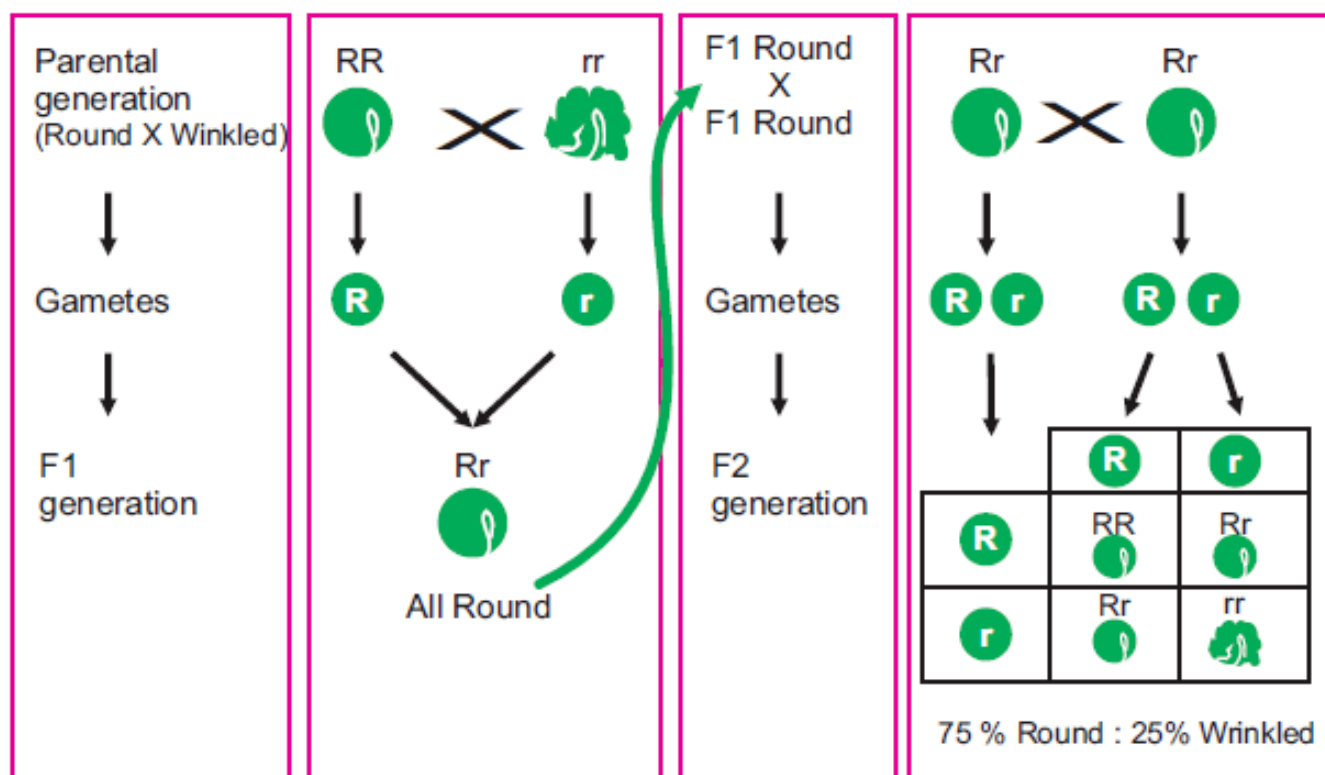 Parental
generation
(Round X Winkled)
Gametes
F1
generation
RR rr
R r
Rr
All Round
F1 Round
X
F1 Round
Gametes
F2
generation
Rr Rr
R r R r
R r
R RR Rr
r Rr rr
75 % Round : 25% Wrinkled